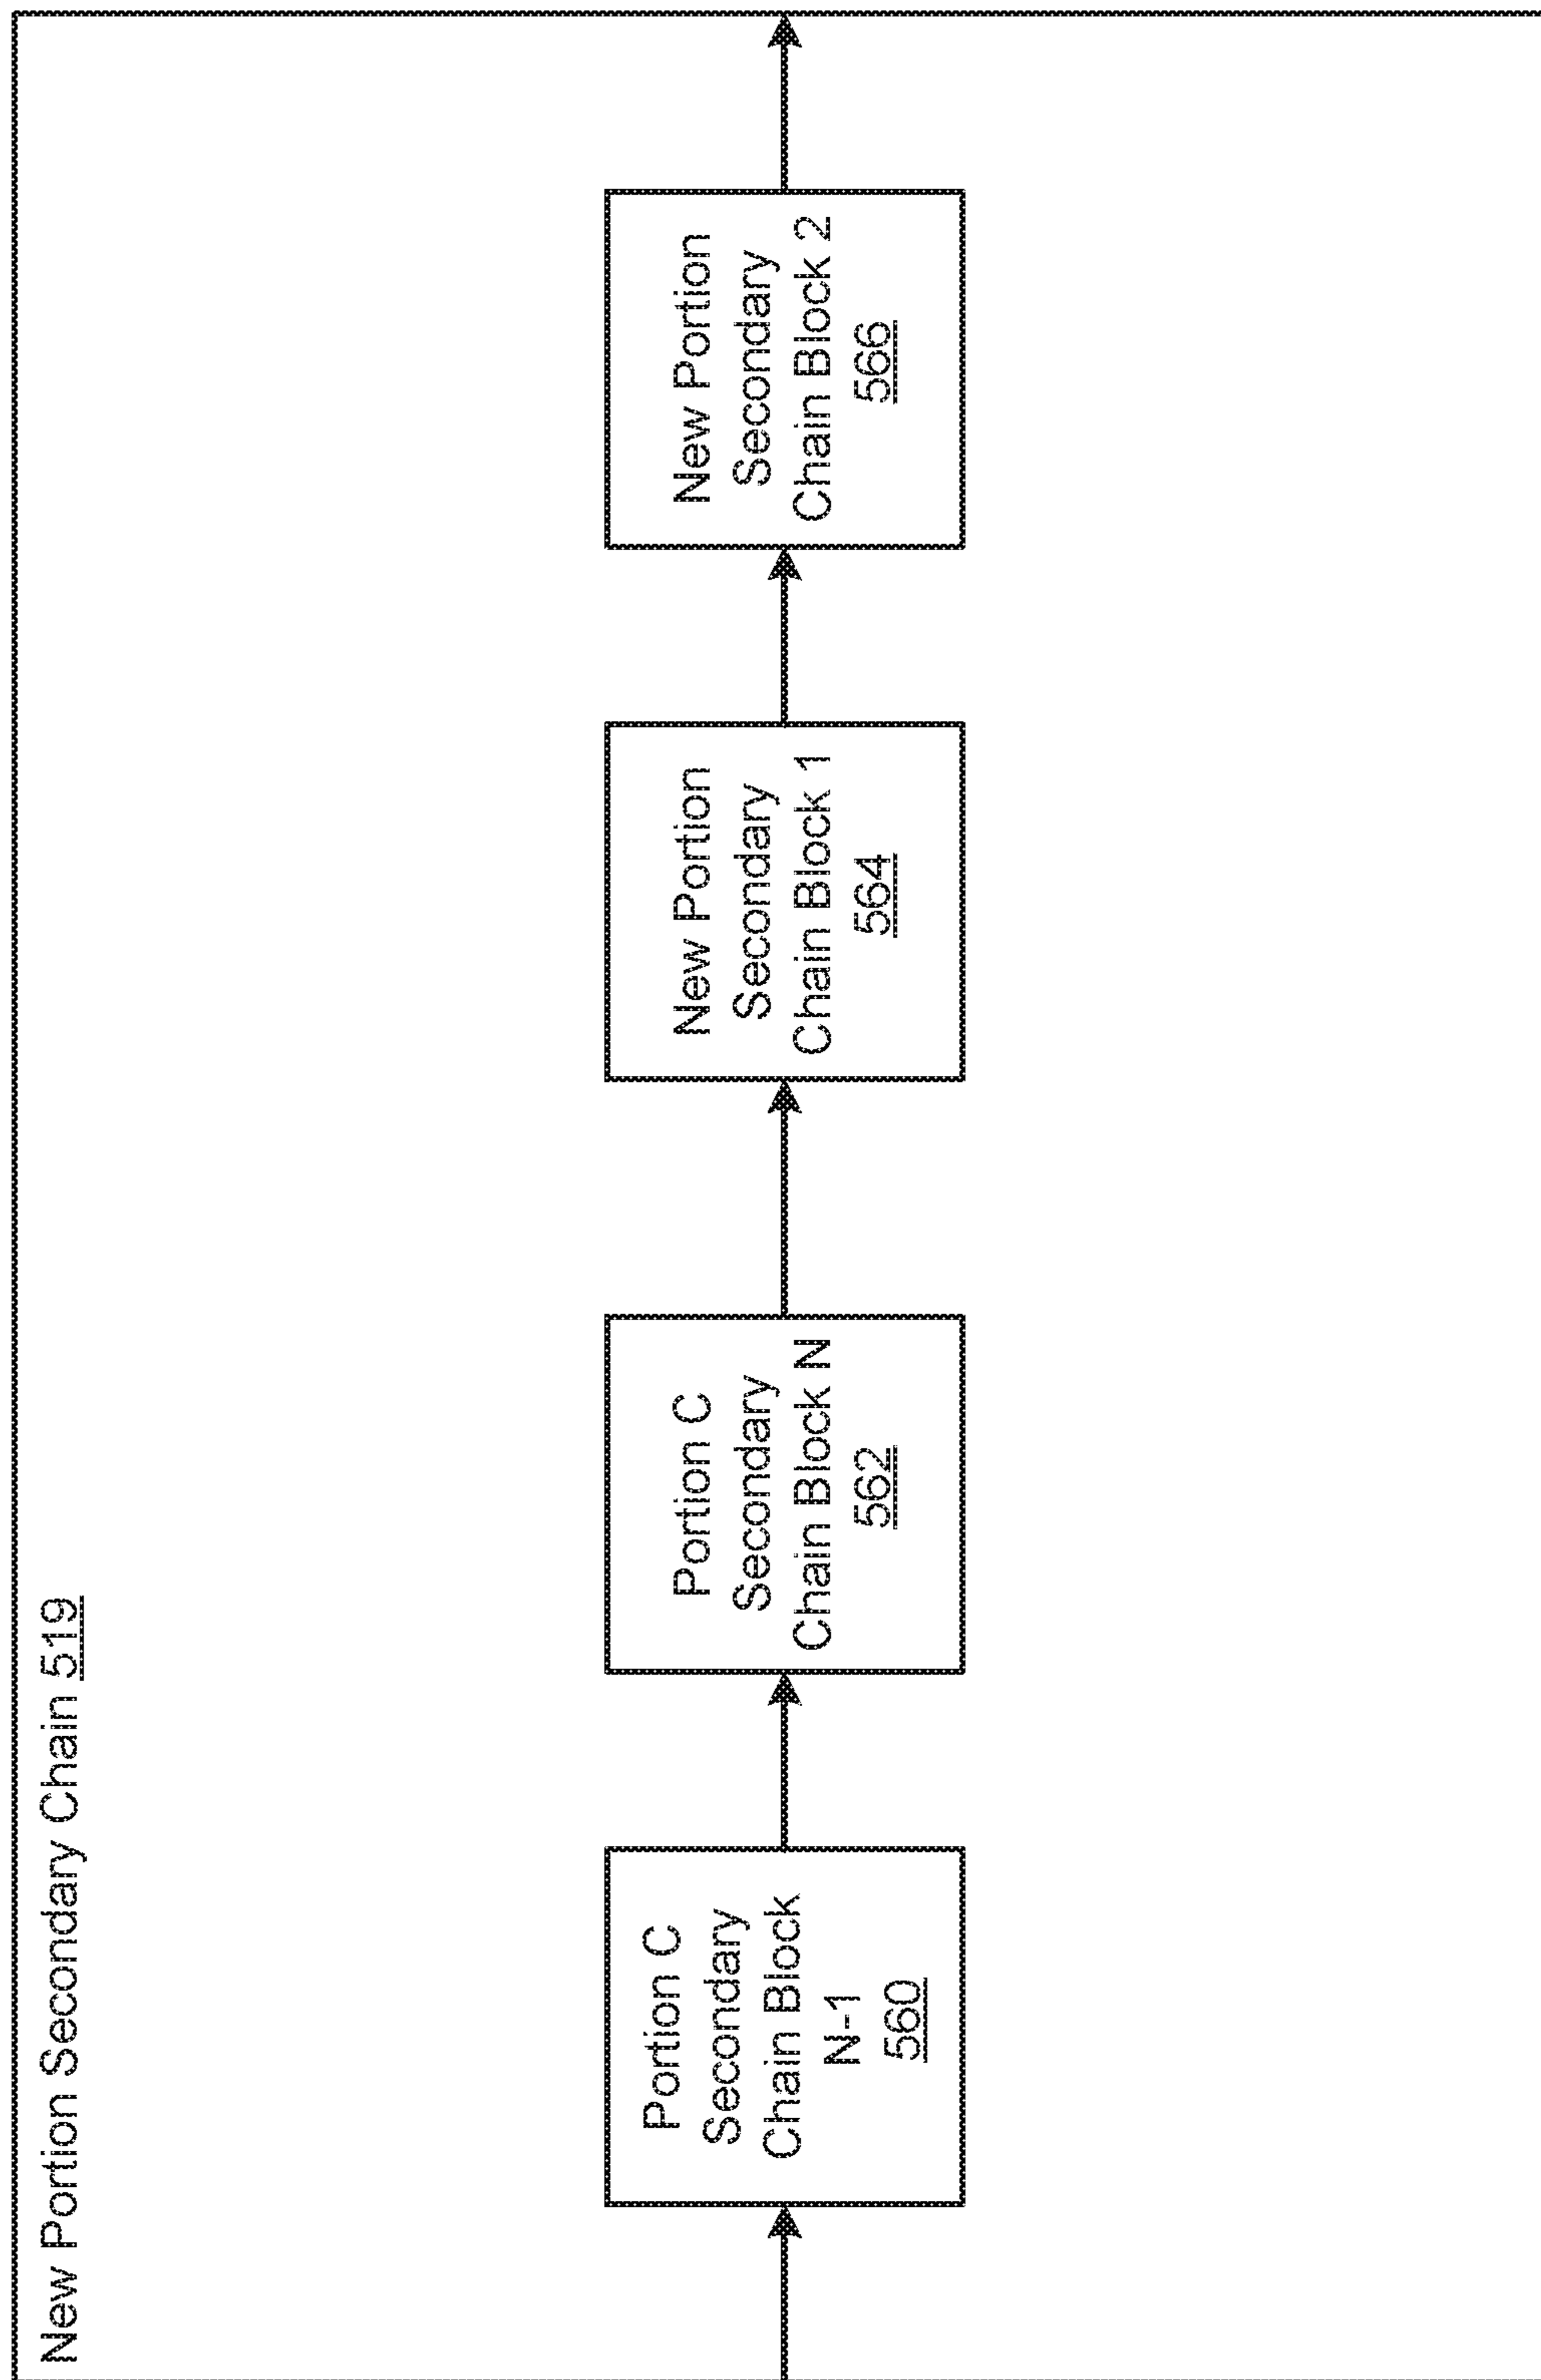 New Portion Secondary Chain 519
Portion C
Secondary
Chain Block
N-1
560
Portion C
Secondary
Chain Block N
562
New Portion
Secondary
Chain Block 1
564
New Portion
Secondary
Chain Block 2
566